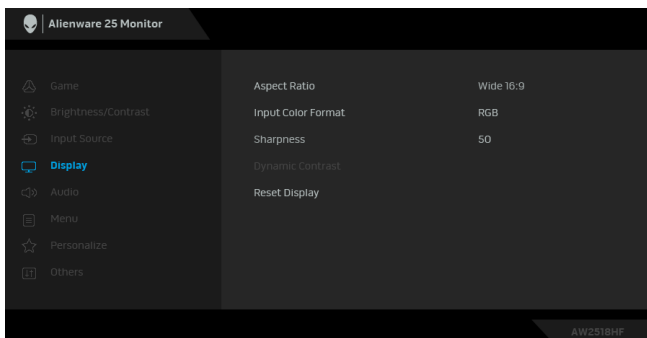 Alienware 25 Monitor
Game
Aspect Ratio Wide 16:9
Brightness/Contrast
Input Color Format RGB
Input Source
Sharpness 50
Display
Dynamic Contrast
Audio
Reset Display
Menu
Personalize
Others
AW2518HF